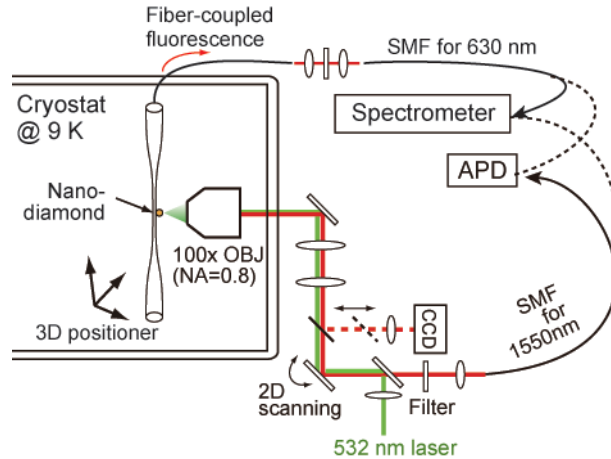 Fiber-coupled
fluorescence
SMF for 630 nm
Cryostat
@ 9 K
Spectrometer
APD
Nano-
diamond
100x OBJ
(NA=0.8)
3D positioner
CCD
SMF
for
1550nm
2D
scanning
Filter
532 nm laser